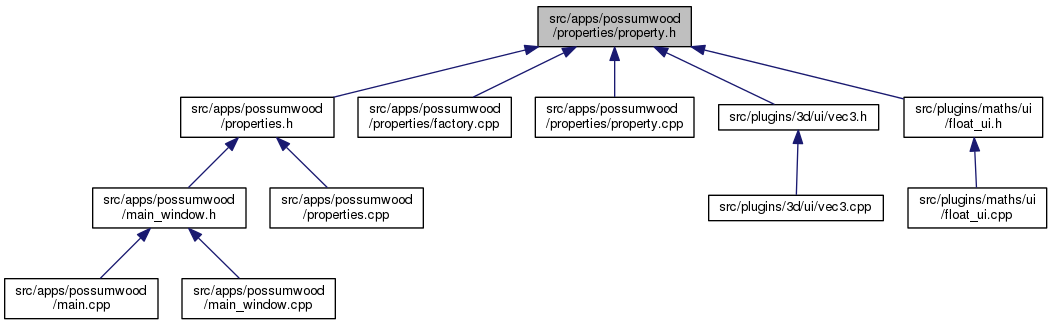 src/apps/possumwood
/properties/property.h
src/apps/possumwood
/properties.h
src/apps/possumwood
/properties/factory.cpp
src/apps/possumwood
/properties/property.cpp
src/plugins/3d/ui/vec3.h
src/plugins/maths/ui
/float_ui.h
src/apps/possumwood
/main_window.h
src/apps/possumwood
/properties.cpp
src/plugins/3d/ui/vec3.cpp
src/plugins/maths/ui
/float_ui.cpp
src/apps/possumwood
/main.cpp
src/apps/possumwood
/main_window.cpp